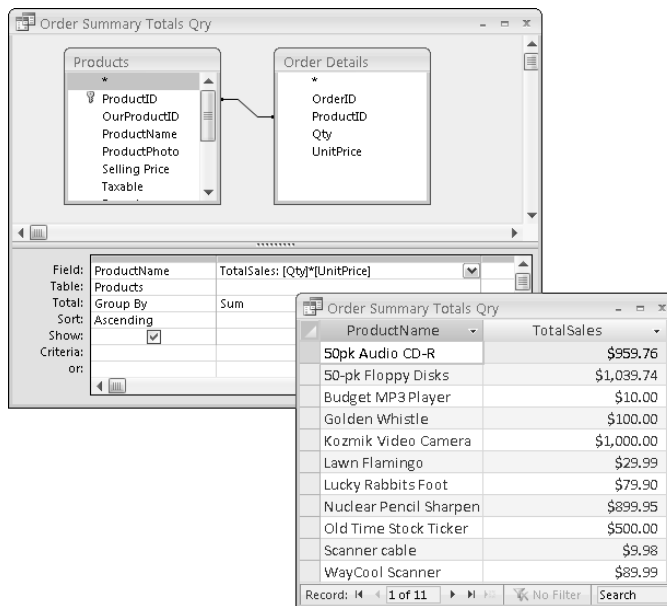 Order Summary Totals Qry
Products
*
ProductID
OurProductID
ProductName
ProductPhoto
Selling Price
Taxable
Order Details
*
OrderID
ProductID
Qty
UnitPrice
Field: ProductName TotalSales: [Qty]*[UnitPrice]
Table: Products
Total: Group By Sum
Sort: Ascending
Show:
Criteria:
or:
Order Summary Totals Qry
ProductName TotalSales
50pk Audio CD-R $959.76
50-pk Floppy Disks $1,039.74
Budget MP3 Player $10.00
Golden Whistle $100.00
Kozmik Video Camera $1,000.00
Lawn Flamingo $29.99
Lucky Rabbits Foot $79.90
Nuclear Pencil Sharpen $899.95
Old Time Stock Ticker $500.00
Scanner cable $9.98
WayCool Scanner $89.99
Record: 1 of 11 No Filter Search